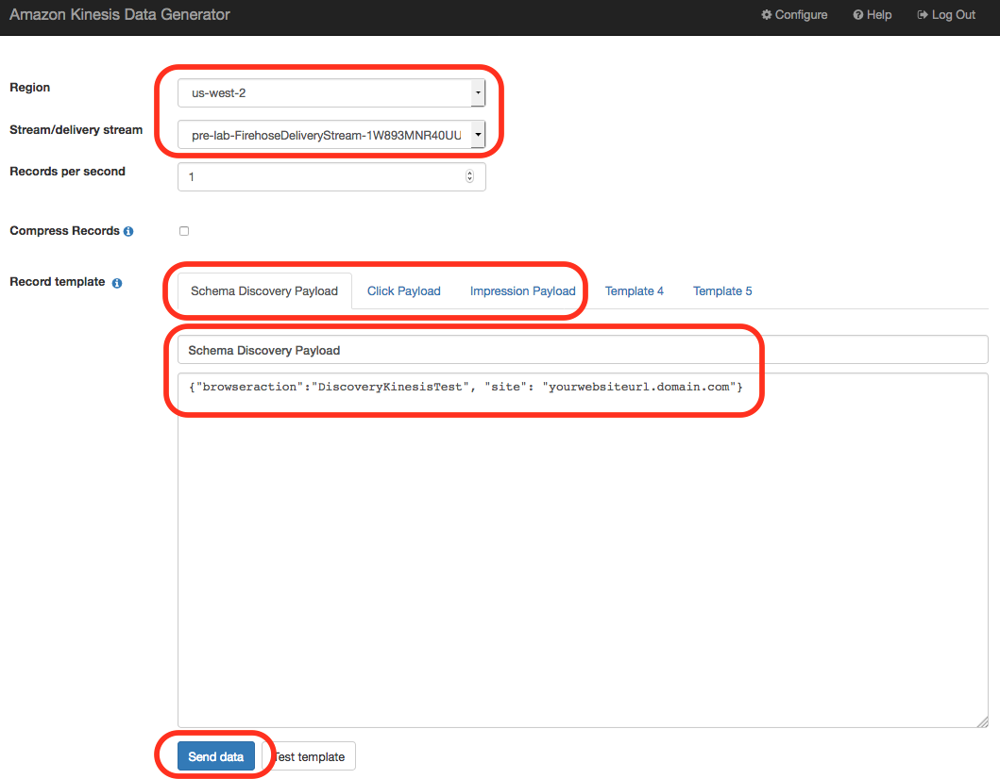 Amazon Kinesis Data Generator Configure Help Log Out
Region us-west-2
Stream/delivery stream pre-lab-FirehoseDeliveryStream-1W893MNR40UU
Records per second 1
Compress Records
Record template Schema Discovery Payload Click Payload Impression Payload Template 4 Template 5
Schema Discovery Payload
{"browseraction":"DiscoveryKinesisTest", "site": "yourwebsiteurl.domain.com"}
Send data Test template